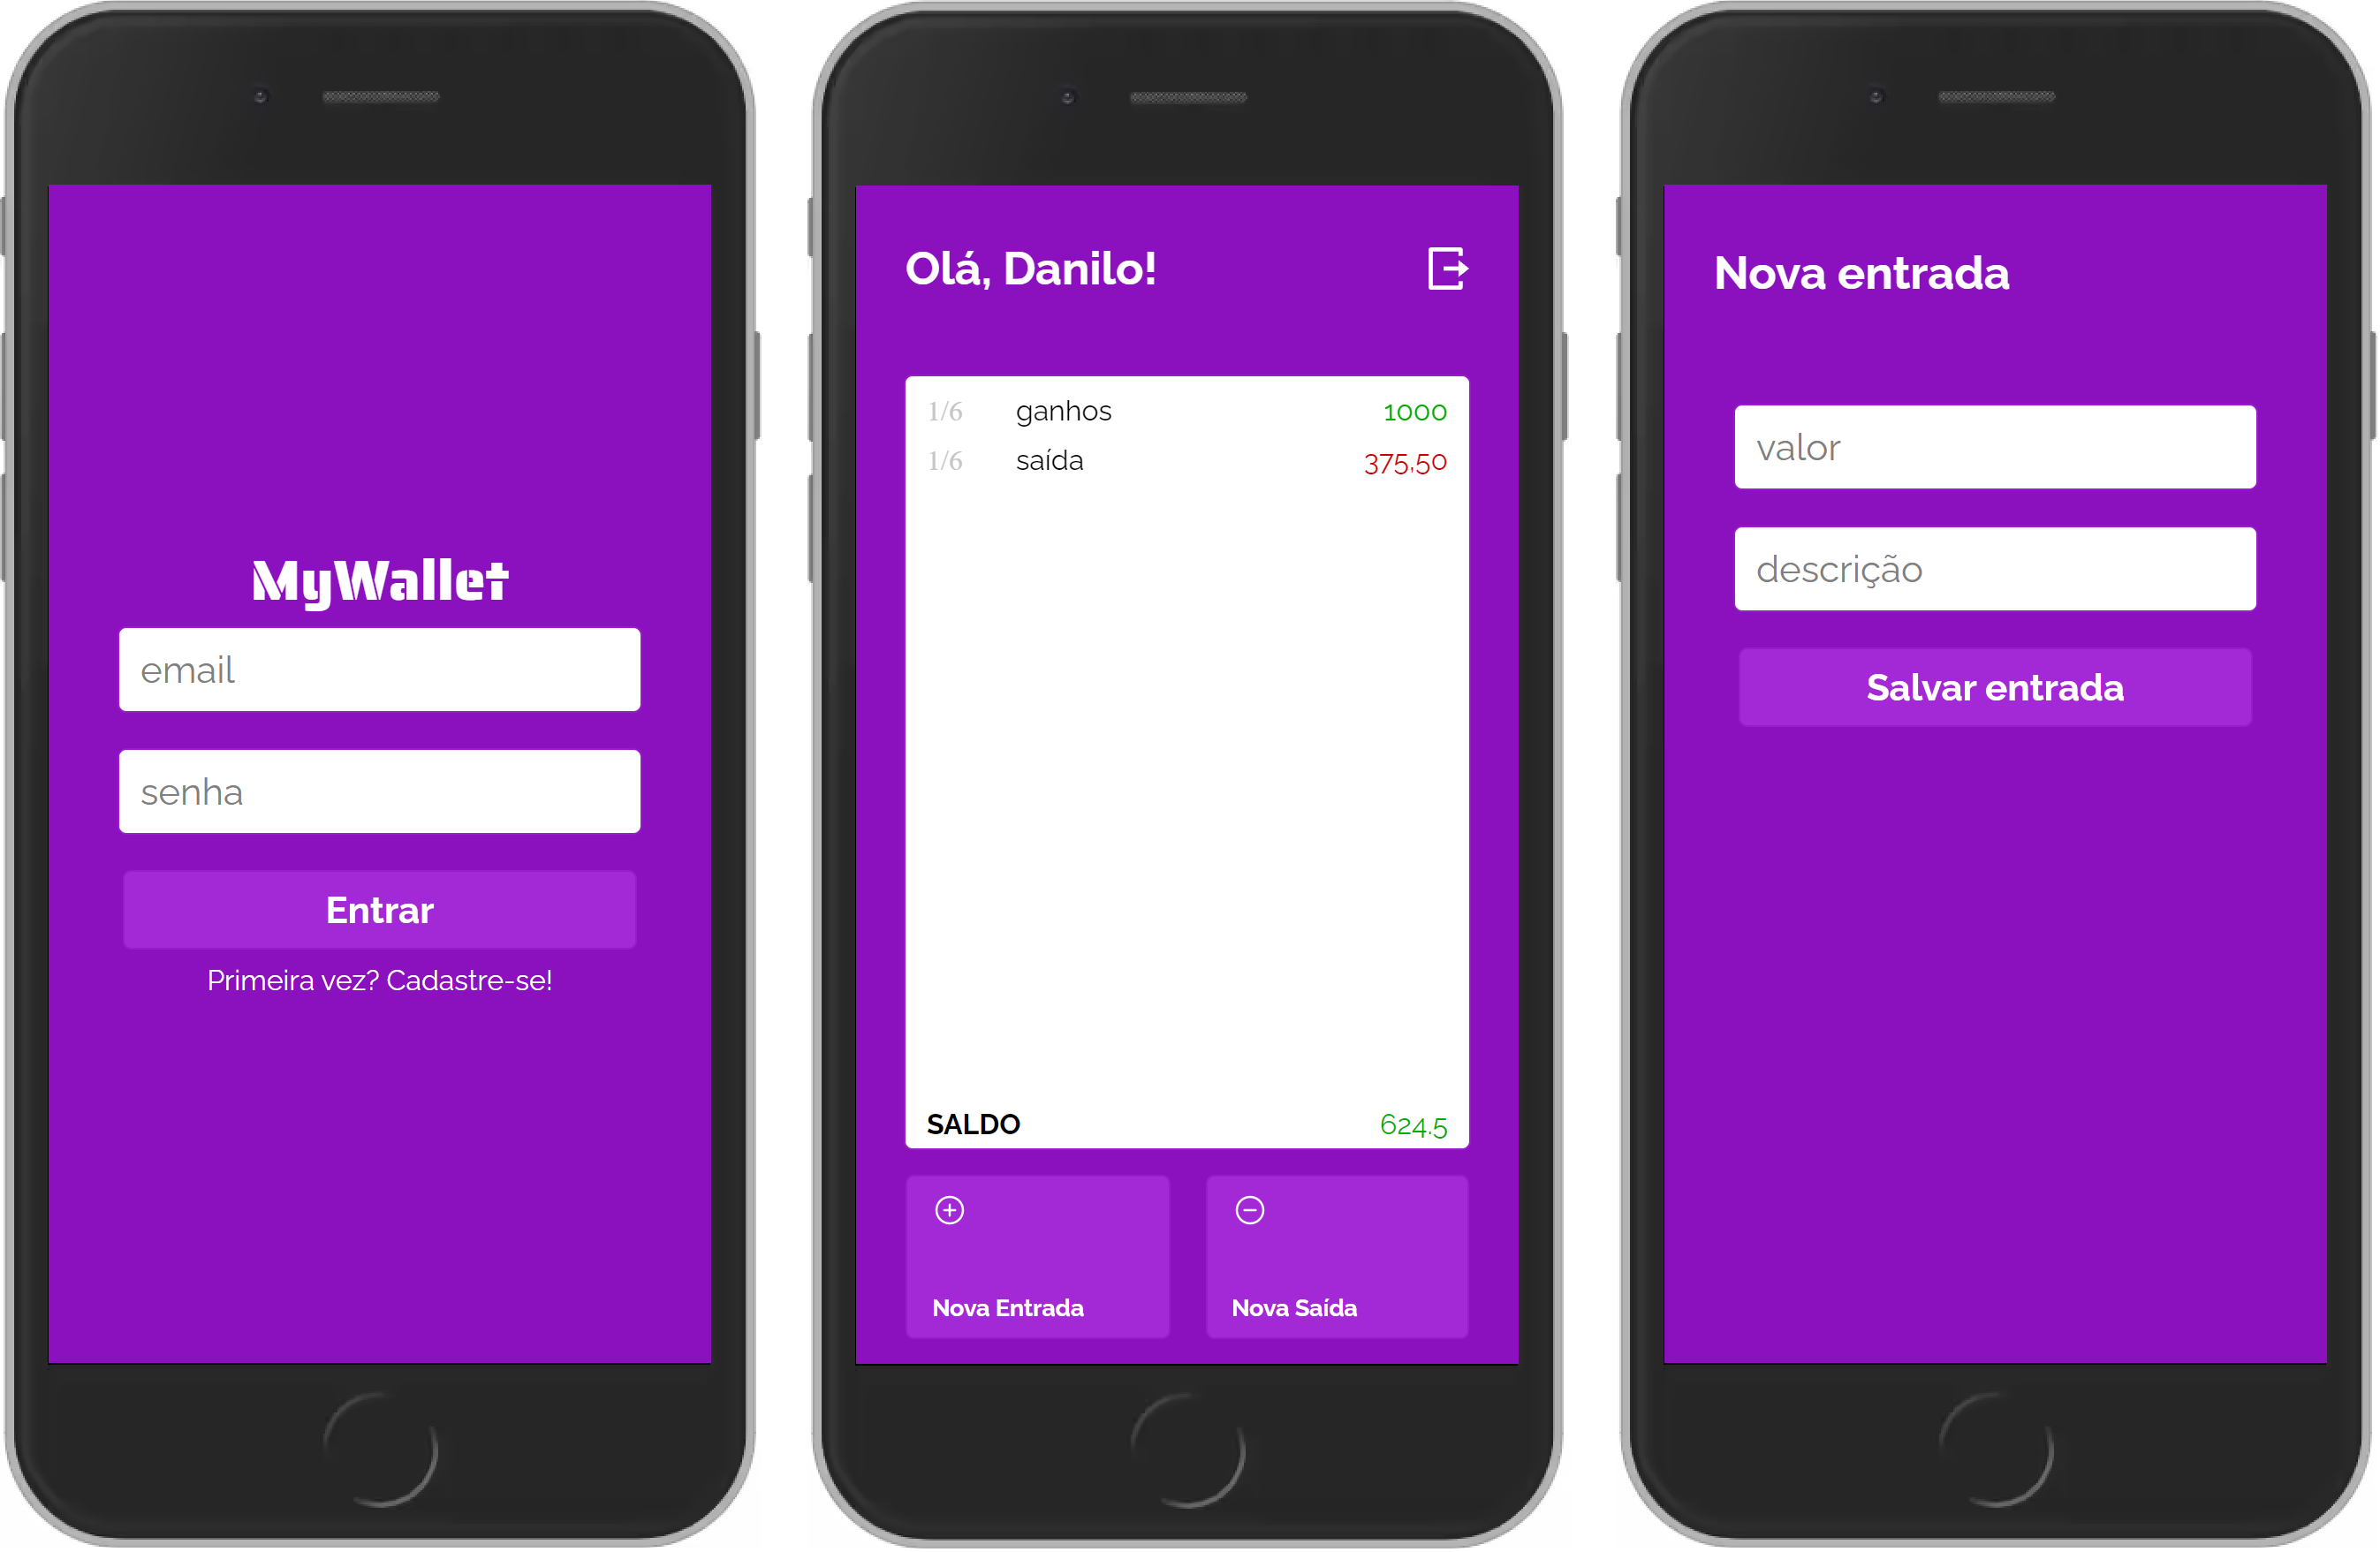 MyWallet
email
senha
Entrar
Primeira vez? Cadastre-se!
Olá, Danilo!
1/6 ganhos 1000
1/6 saída 375,50
SALDO 624.5
Nova Entrada
Nova Saída
Nova entrada
valor
descrição
Salvar entrada